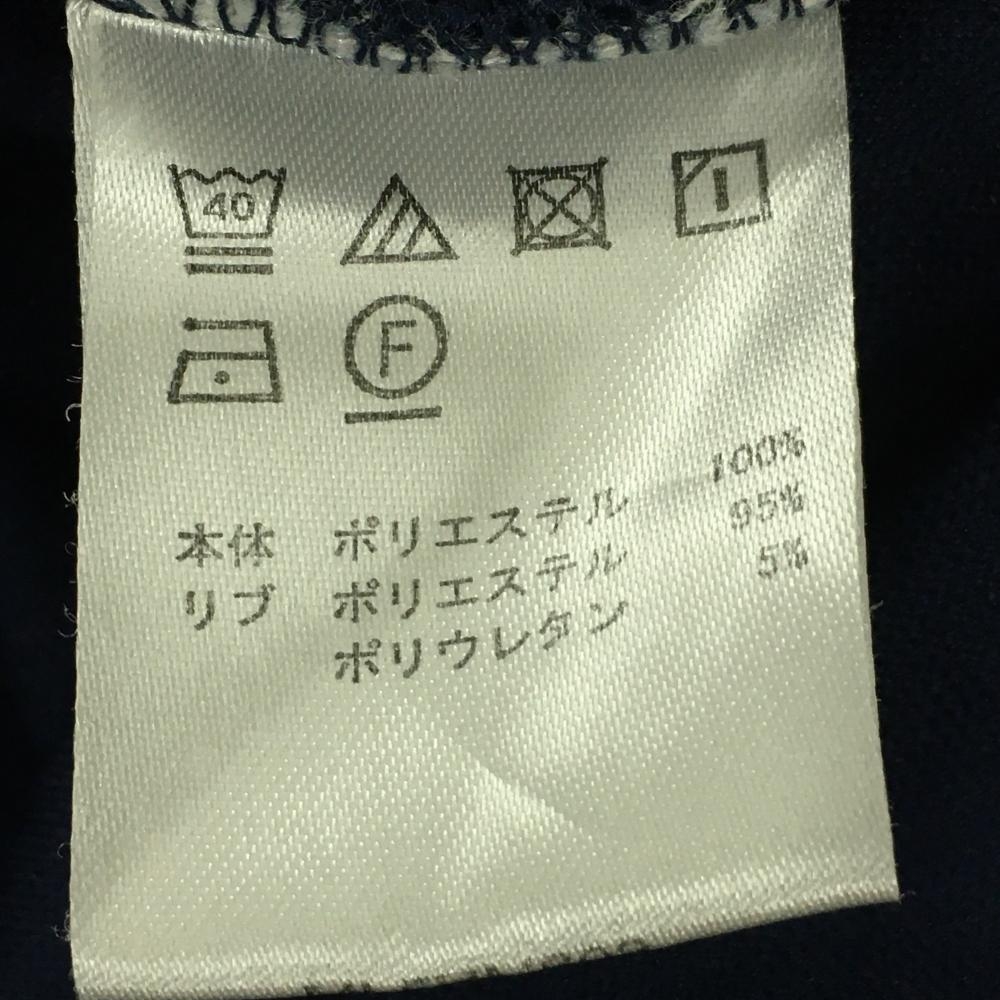 40
F
本体 ポリエステル 100%
リブ ポリエステル 95%
ポリウレタン 5%